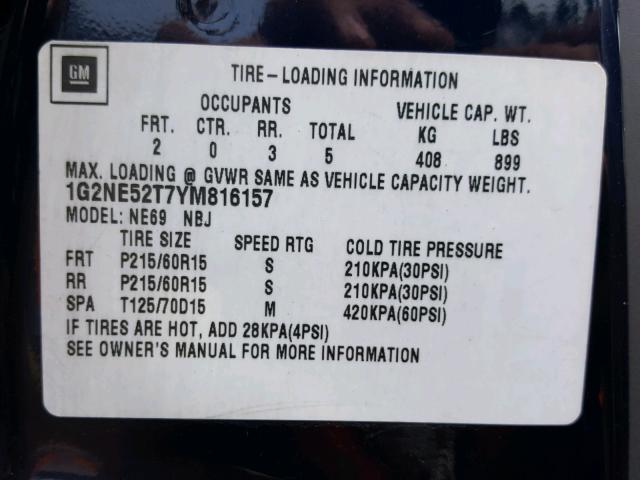 GM
TIRE-LOADING INFORMATION
OCCUPANTS VEHICLE CAP. WT.
FRT. CTR. RR. TOTAL KG LBS
2 0 3 5 408 899
MAX. LOADING @ GVWR SAME AS VEHICLE CAPACITY WEIGHT.
1G2NE52T7YM816157
MODEL: NE69 NBJ
TIRE SIZE SPEED RTG COLD TIRE PRESSURE
FRT P215/60R15 S 210KPA(30PSI)
RR P215/60R15 S 210KPA(30PSI)
SPA T125/70D15 M 420KPA(60PSI)
IF TIRES ARE HOT, ADD 28KPA(4PSI)
SEE OWNER'S MANUAL FOR MORE INFORMATION